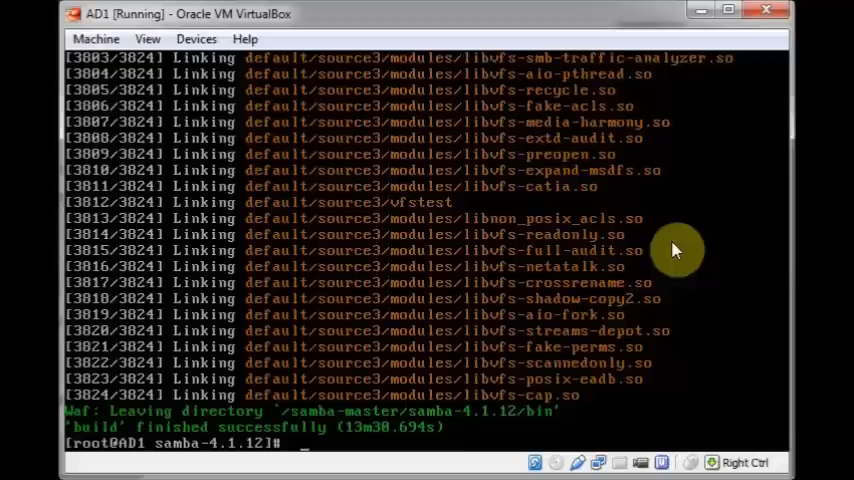 AD1 [Running] - Oracle VM VirtualBox
Machine View Devices Help
[3803/3824] Linking default/source3/modules/libvfs-smb-traffic-analyzer.so
[3804/3824] Linking default/source3/modules/libvfs-aio-pthread.so
[3805/3824] Linking default/source3/modules/libvfs-recycle.so
[3806/3824] Linking default/source3/modules/libvfs-fake-acls.so
[3807/3824] Linking default/source3/modules/libvfs-media-harmony.so
[3808/3824] Linking default/source3/modules/libvfs-extd-audit.so
[3809/3824] Linking default/source3/modules/libvfs-preopen.so
[3810/3824] Linking default/source3/modules/libvfs-expand-msdfs.so
[3811/3824] Linking default/source3/modules/libvfs-catia.so
[3812/3824] Linking default/source3/vfstest
[3813/3824] Linking default/source3/modules/libnon_posix_acls.so
[3814/3824] Linking default/source3/modules/libvfs-readonly.so
[3815/3824] Linking default/source3/modules/libvfs-full-audit.so
[3816/3824] Linking default/source3/modules/libvfs-netatalk.so
[3817/3824] Linking default/source3/modules/libvfs-crossrename.so
[3818/3824] Linking default/source3/modules/libvfs-shadow-copy2.so
[3819/3824] Linking default/source3/modules/libvfs-aio-fork.so
[3820/3824] Linking default/source3/modules/libvfs-streams-depot.so
[3821/3824] Linking default/source3/modules/libvfs-fake-perms.so
[3822/3824] Linking default/source3/modules/libvfs-scannedonly.so
[3823/3824] Linking default/source3/modules/libvfs-posix-eadb.so
[3824/3824] Linking default/source3/modules/libvfs-cap.so
Waf: Leaving directory `/samba-master/samba-4.1.12/bin'
'build' finished successfully (13m30.694s)
[root@AD1 samba-4.1.12]# _
Right Ctrl